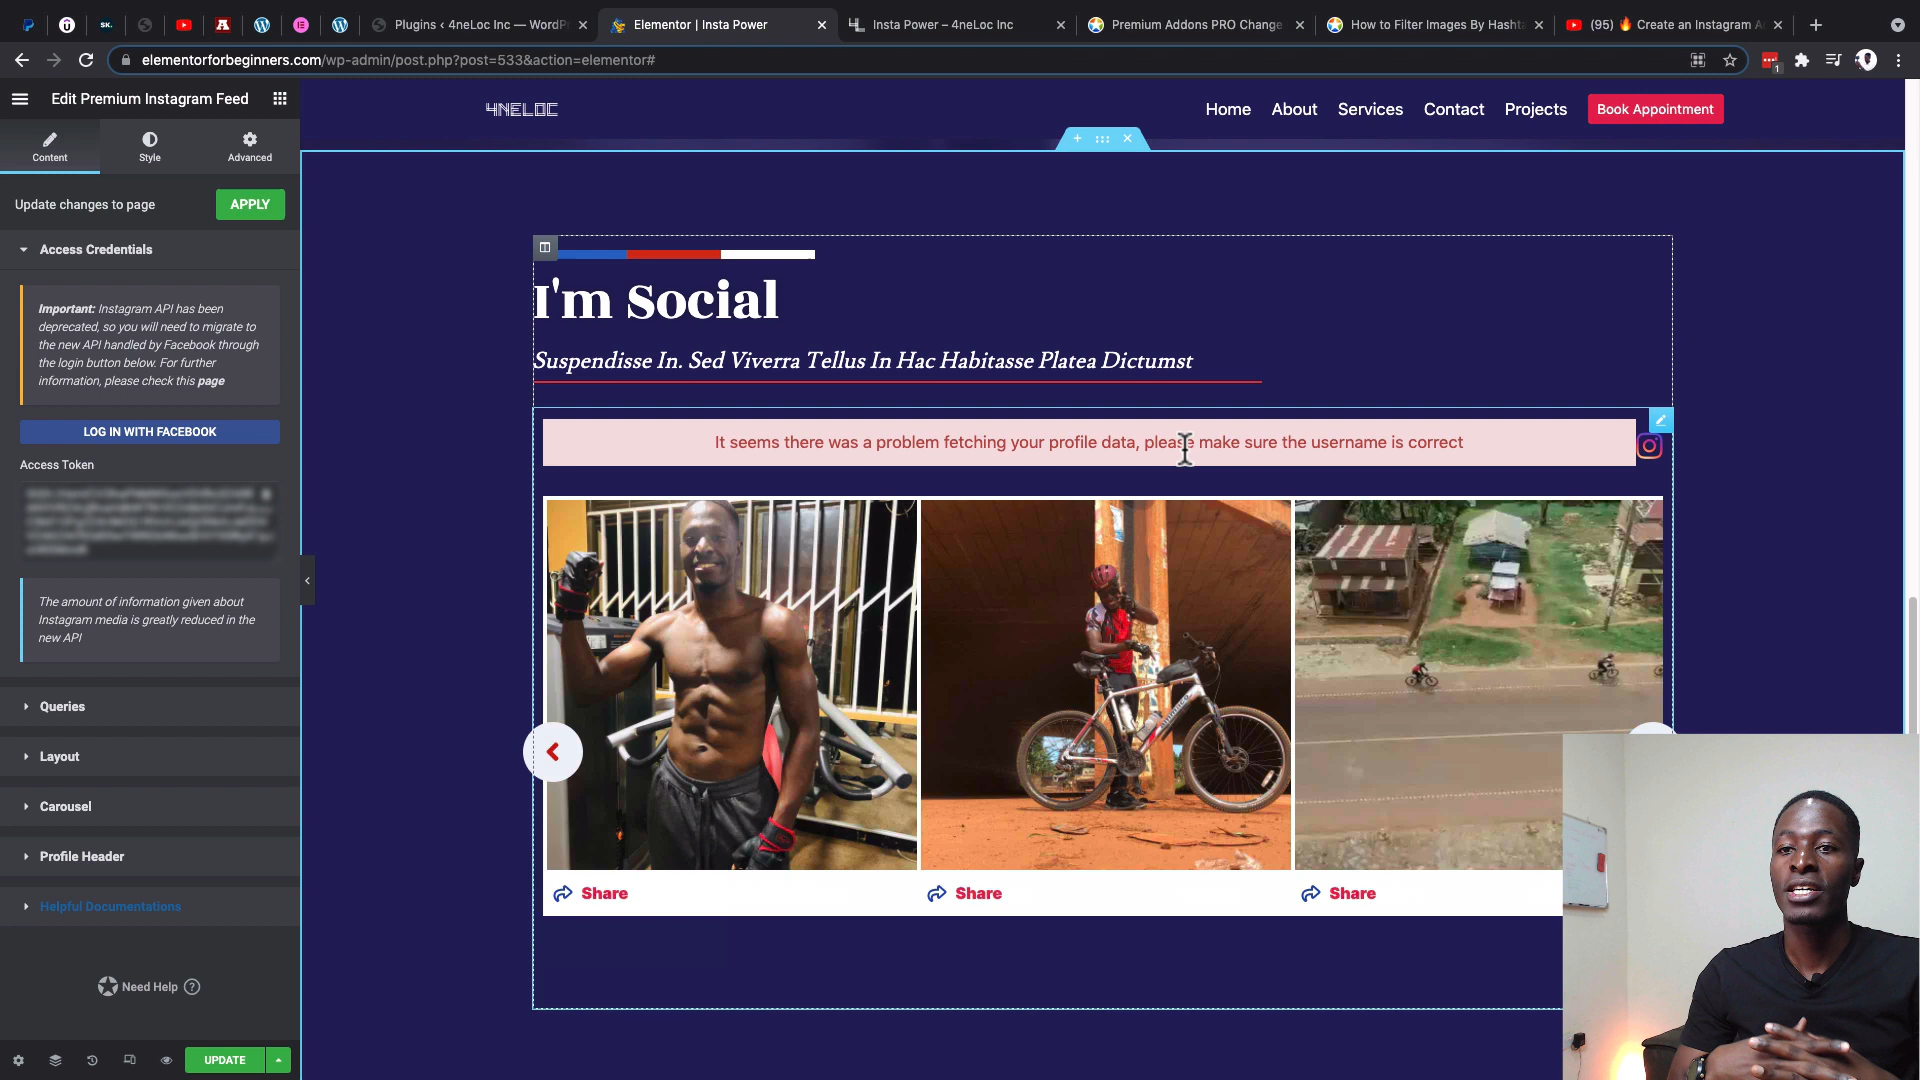 Plugins ‹ 4neLoc Inc — WordP
Elementor | Insta Power
Insta Power – 4neLoc Inc
Premium Addons PRO Change
How to Filter Images By Hashta
(95) 🔥 Create an Instagram A
elementorforbeginners.com/wp-admin/post.php?post=533&action=elementor#
Edit Premium Instagram Feed
Content
Style
Advanced
Update changes to page
APPLY
Access Credentials
Important: Instagram API has been
deprecated, so you will need to migrate to
the new API handled by Facebook through
the login button below. For further
information, please check this page
LOG IN WITH FACEBOOK
Access Token
The amount of information given about
Instagram media is greatly reduced in the
new API
Queries
Layout
Carousel
Profile Header
Helpful Documentations
Need Help
UPDATE
4NELOC
Home
About
Services
Contact
Projects
Book Appointment
I'm Social
Suspendisse In. Sed Viverra Tellus In Hac Habitasse Platea Dictumst
It seems there was a problem fetching your profile data, please make sure the username is correct
Share
Share
Share